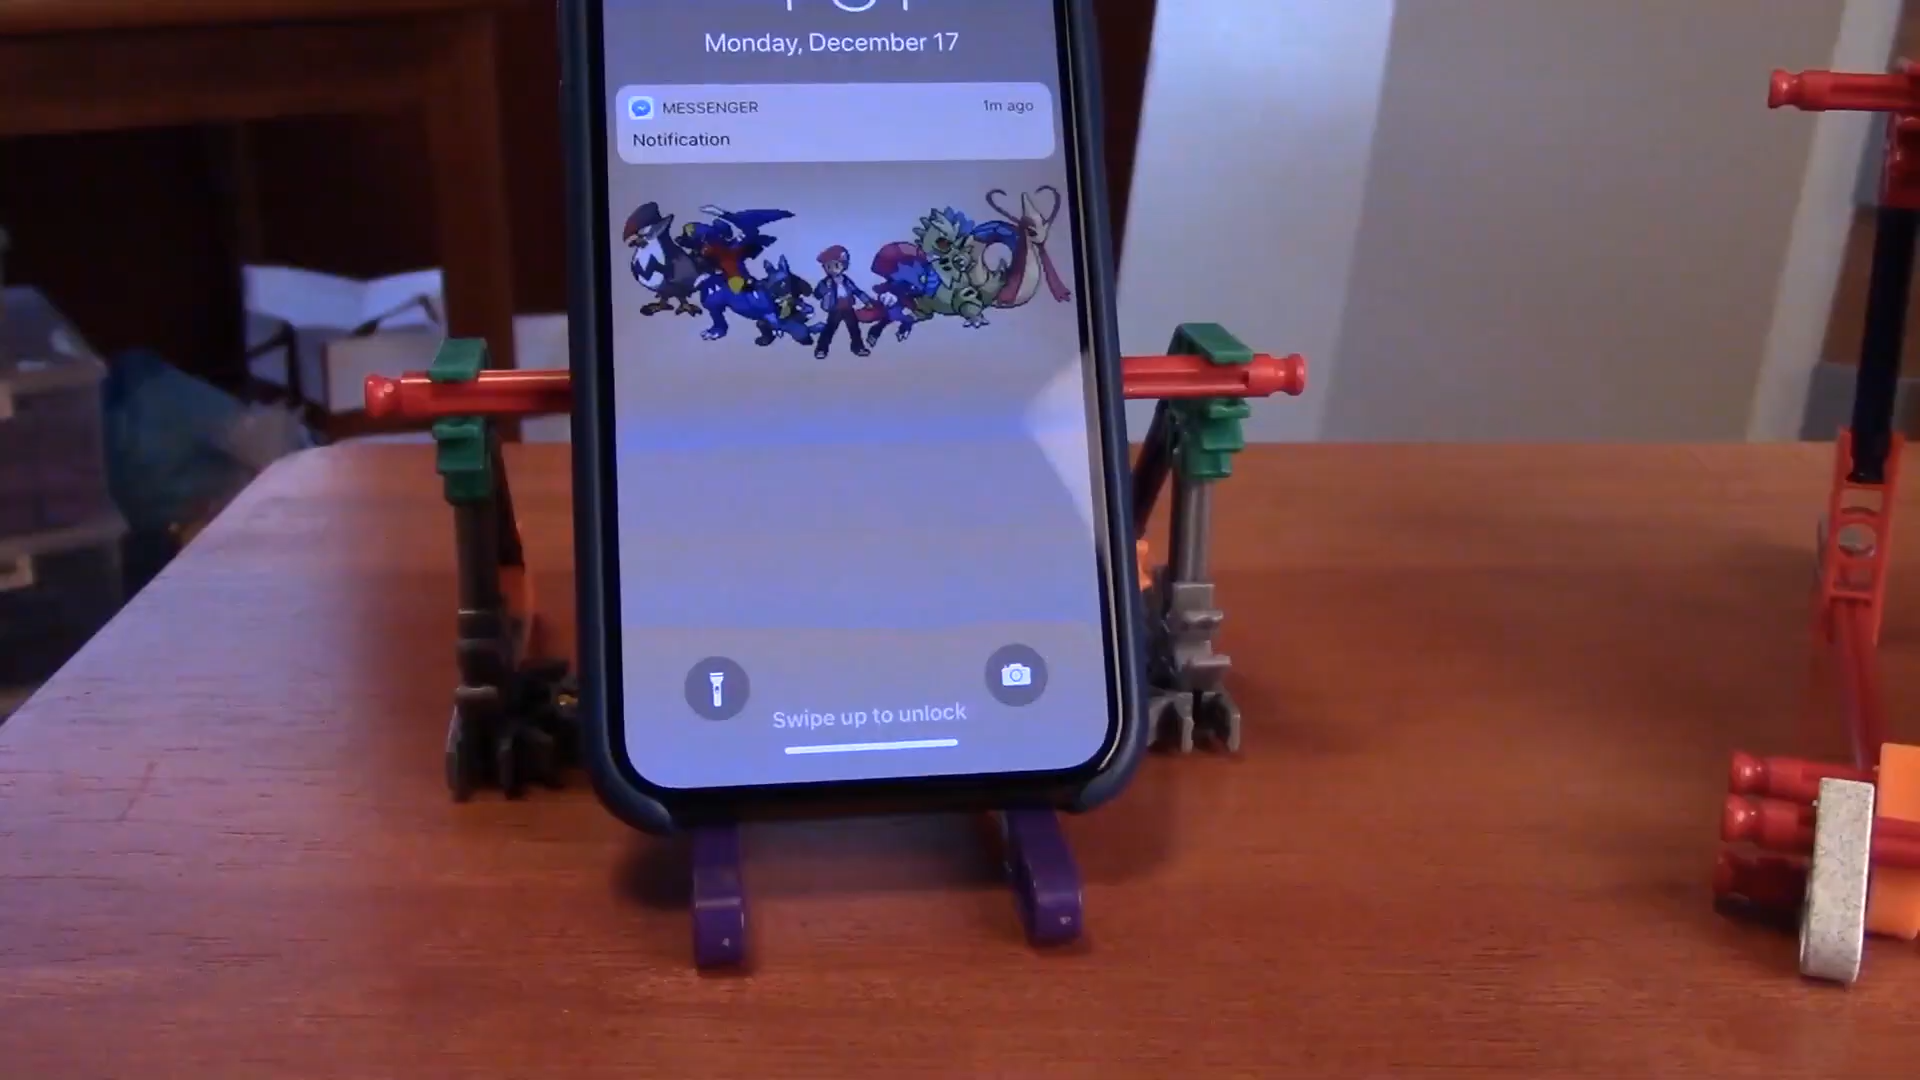 Monday, December 17
MESSENGER 1m ago
Notification
Swipe up to unlock